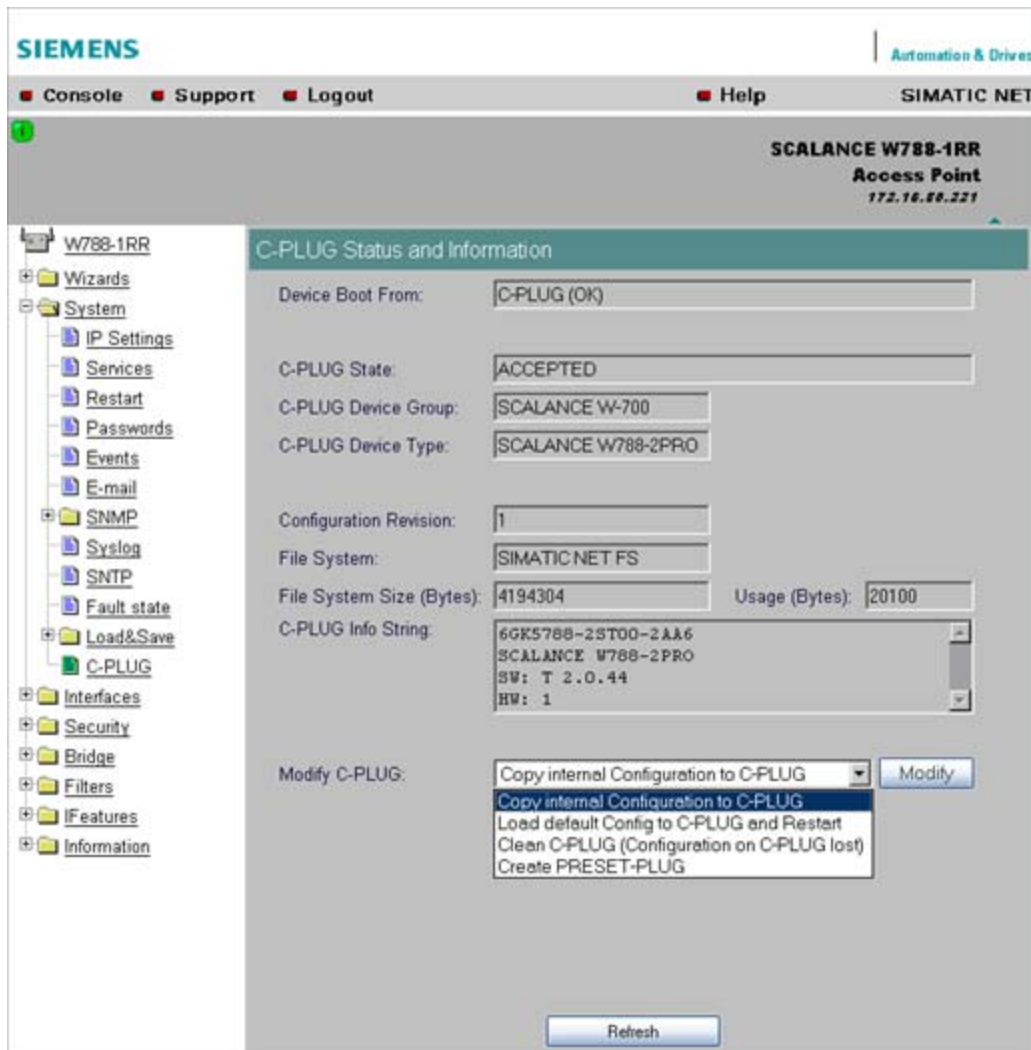 SIEMENS
Automation & Drives
Console Support Logout Help SIMATIC NET
SCALANCE W788-1RR
Access Point
W788-1RR
Wizards
System
IP Settings
Services
Restart
Passwords
Events
E-mail
SNMP
Syslog
SNTP
Fault state
Load&Save
C-PLUG
Interfaces
Security
Bridge
Filters
IFeatures
Information
C-PLUG Status and Information
Device Boot From: C-PLUG (OK)
C-PLUG State: ACCEPTED
C-PLUG Device Group: SCALANCE W-700
C-PLUG Device Type: SCALANCE W788-2PRO
Configuration Revision: 1
File System: SIMATIC NET FS
File System Size (Bytes): 4194304 Usage (Bytes): 20100
C-PLUG Info String: 6GK5788-2ST00-2AA6
SCALANCE W788-2PRO
SW: T 2.0.44
HW: 1
Modify C-PLUG: Copy internal Configuration to C-PLUG Modify
Copy internal Configuration to C-PLUG
Load default Config to C-PLUG and Restart
Clean C-PLUG (Configuration on C-PLUG lost)
Create PRESET-PLUG
Refresh